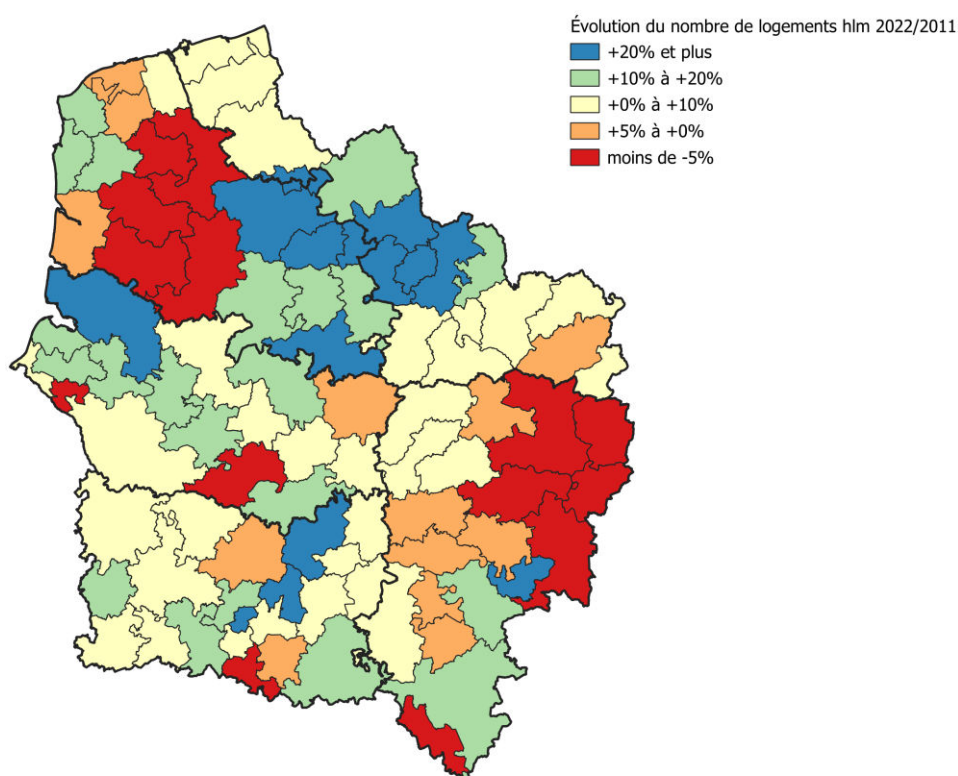 Évolution du nombre de logements hlm 2022/2011
+20% et plus
+10% à +20%
+0% à +10%
+5% à +0%
moins de -5%